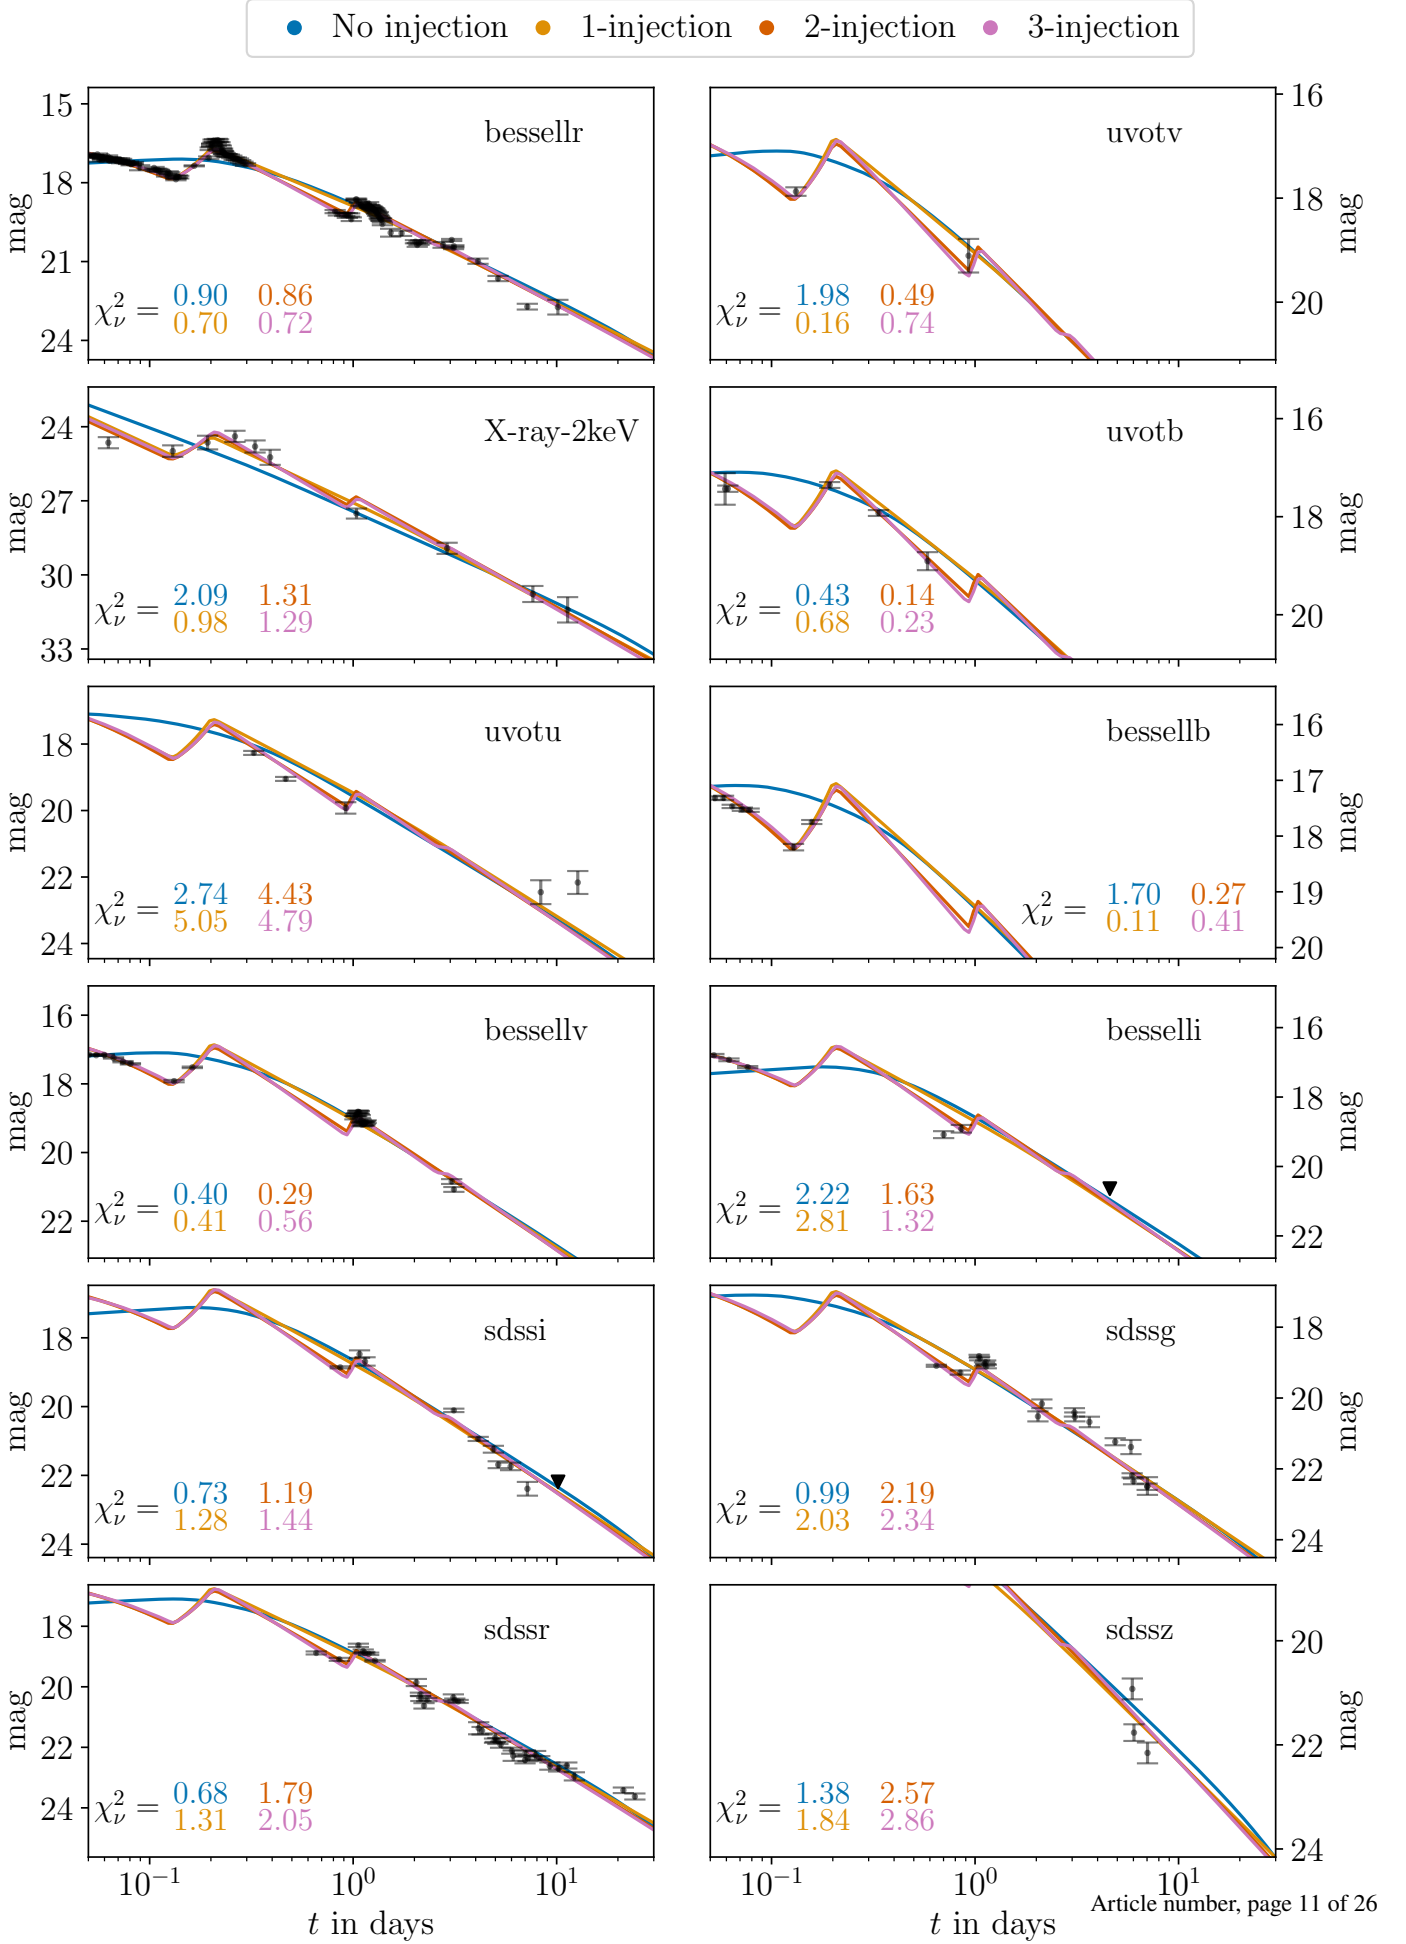 No injection 1-injection 2-injection 3-injection
bessellr
15
18
21
24
mag
χ²ν = 0.90 0.86
0.70 0.72
uvotv
16
18
20
mag
χ²ν = 1.98 0.49
0.16 0.74
X-ray-2keV
24
27
30
33
mag
χ²ν = 2.09 1.31
0.98 1.29
uvotb
16
18
20
mag
χ²ν = 0.43 0.14
0.68 0.23
uvotu
18
20
22
24
mag
χ²ν = 2.74 4.43
5.05 4.79
bessellb
16
17
18
19
20
mag
χ²ν = 1.70 0.27
0.11 0.41
bessellv
16
18
20
22
mag
χ²ν = 0.40 0.29
0.41 0.56
besselli
16
18
20
22
mag
χ²ν = 2.22 1.63
2.81 1.32
sdssi
18
20
22
24
mag
χ²ν = 0.73 1.19
1.28 1.44
sdssg
18
20
22
24
mag
χ²ν = 0.99 2.19
2.03 2.34
sdssr
18
20
22
24
mag
χ²ν = 0.68 1.79
1.31 2.05
10⁻¹ 10⁰ 10¹
t in days
sdssz
20
22
24
mag
χ²ν = 1.38 2.57
1.84 2.86
10⁻¹ 10⁰ 10¹
t in days
Article number, page 11 of 26